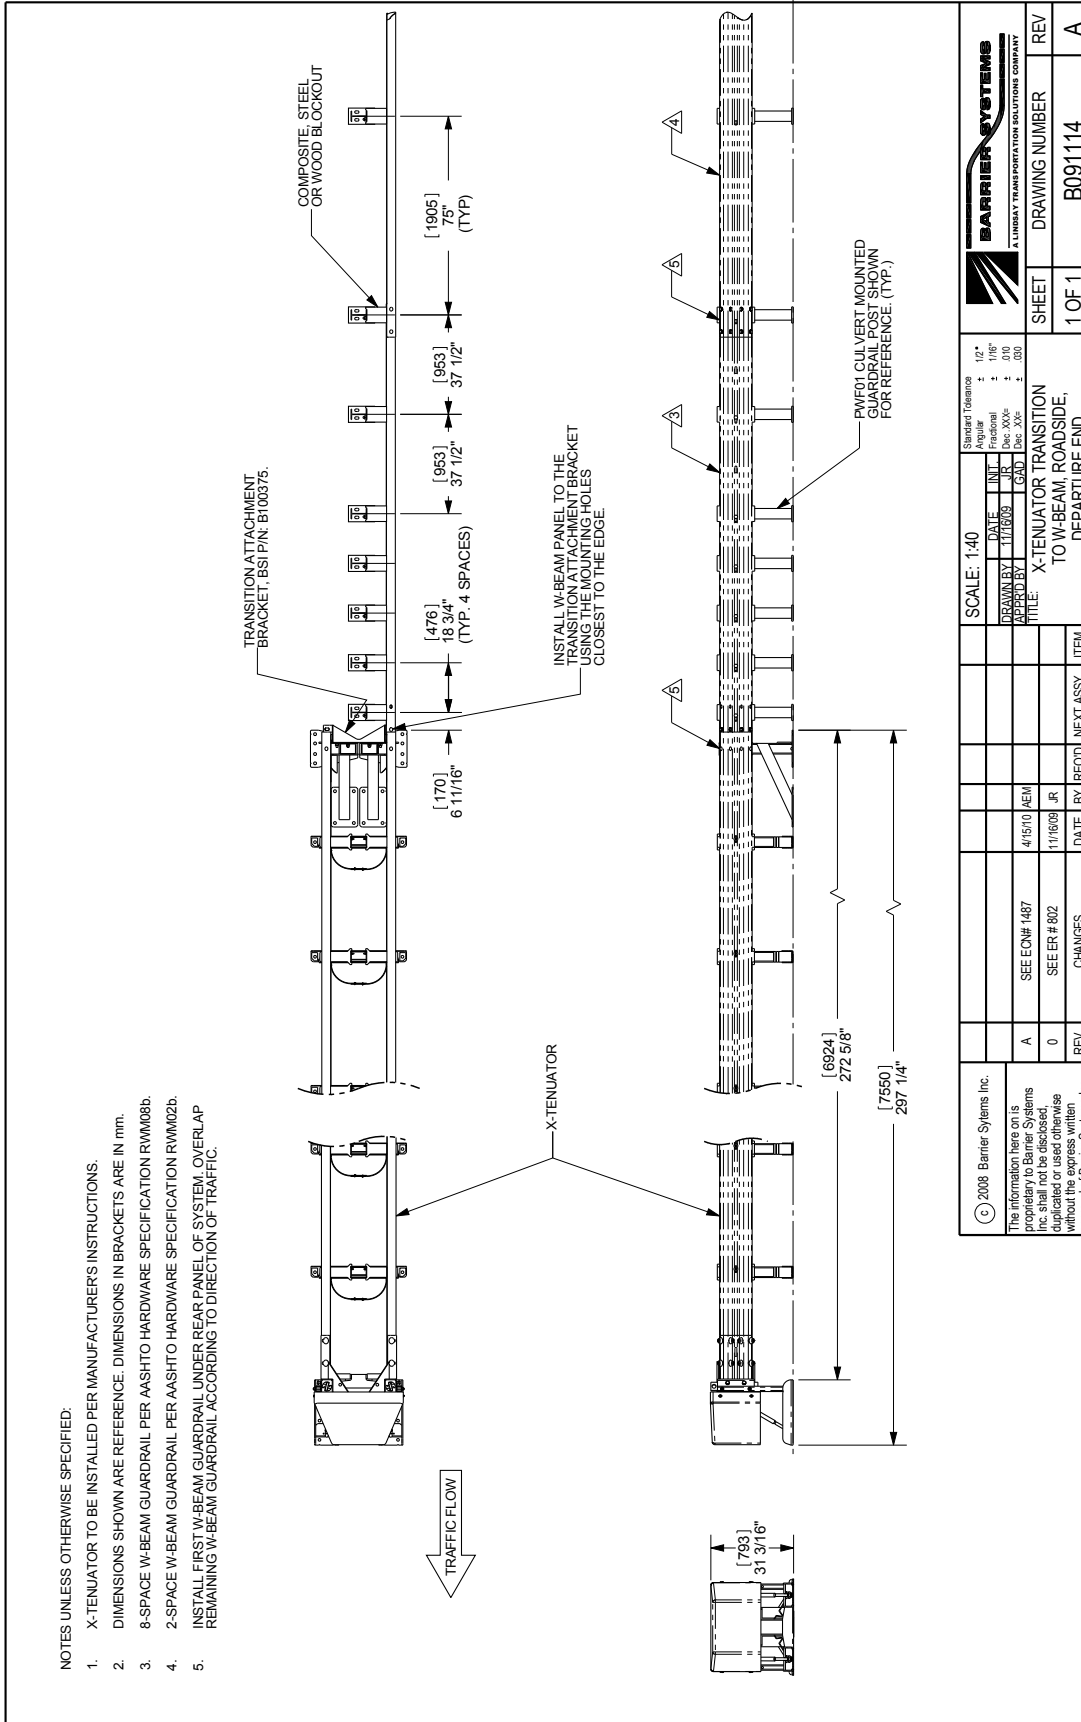 NOTES UNLESS OTHERWISE SPECIFIED:
1. X-TENUATOR TO BE INSTALLED PER MANUFACTURER'S INSTRUCTIONS.
2. DIMENSIONS SHOWN ARE REFERENCE. DIMENSIONS IN BRACKETS ARE IN mm.
3. 8-SPACE W-BEAM GUARDRAIL PER AASHTO HARDWARE SPECIFICATION RWM08b.
4. 2-SPACE W-BEAM GUARDRAIL PER AASHTO HARDWARE SPECIFICATION RWM02b.
5. INSTALL FIRST W-BEAM GUARDRAIL UNDER REAR PANEL OF SYSTEM. OVERLAP
REMAINING W-BEAM GUARDRAIL ACCORDING TO DIRECTION OF TRAFFIC.
TRANSITION ATTACHMENT
BRACKET, BSI P/N: B100375.
COMPOSITE, STEEL
OR WOOD BLOCKOUT
[170]
6 11/16"
[476]
18 3/4"
(TYP. 4 SPACES)
[953]
37 1/2"
[953]
37 1/2"
[1905]
75"
(TYP)
TRAFFIC FLOW
X-TENUATOR
INSTALL W-BEAM PANEL TO THE
TRANSITION ATTACHMENT BRACKET
USING THE MOUNTING HOLES
CLOSEST TO THE EDGE.
5
3
5
4
[793]
31 3/16"
[6924]
272 5/8"
[7550]
297 1/4"
PWF01 CULVERT MOUNTED
GUARDRAIL POST SHOWN
FOR REFERENCE. (TYP.)
© 2008 Barrier Sytems Inc.
The information here on is
proprietary to Barrier Systems
Inc. shall not be disclosed,
duplicated or used otherwise
without the express written
A SEE ECN# 1487 4/15/10 AEM
0 SEE ER # 802 11/16/09 JR
REV CHANGES DATE BY REQ'D NEXT ASSY ITEM
SCALE: 1:40
DATE INIT.
DRAWN BY 11/16/09 JR
APPR'D BY GAD
Standard Tolerance
Angular ± 1/2°
Fractional ± 1/16"
Dec .XXX= ± .010
Dec .XX= ± .030
TITLE:
X-TENUATOR TRANSITION
TO W-BEAM, ROADSIDE,
DEPARTURE END
BARRIER SYSTEMS
A LINDSAY TRANSPORTATION SOLUTIONS COMPANY
SHEET DRAWING NUMBER REV
1 OF 1 B091114 A